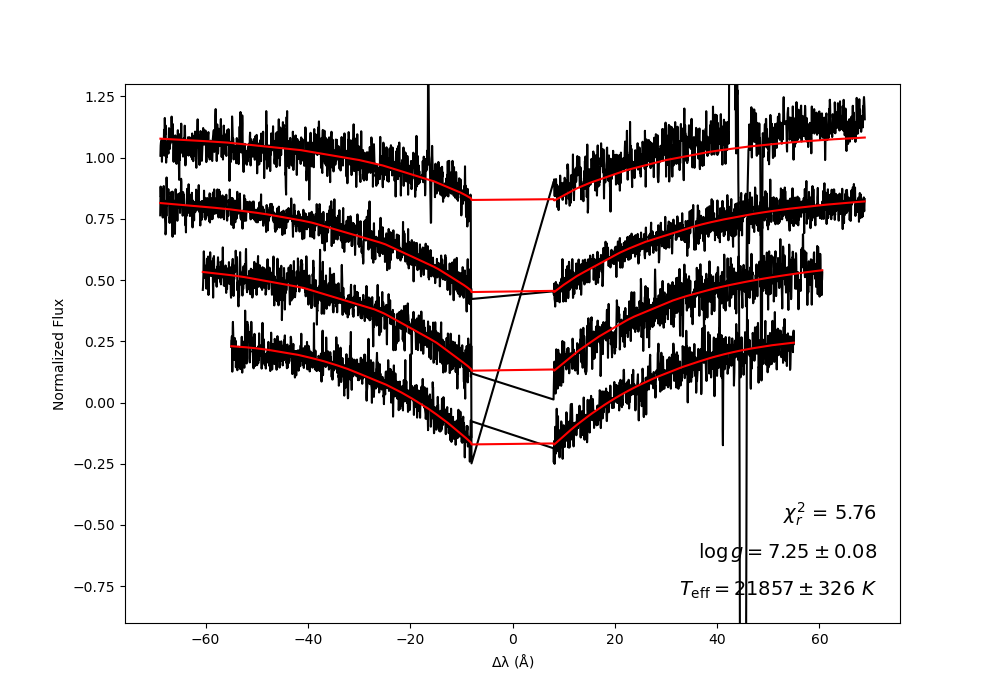 1.25
1.00
0.75
0.50
0.25
0.00
−0.25
−0.50
−0.75
Normalized Flux
χ²ᵣ = 5.76
log g = 7.25 ± 0.08
T_eff = 21857 ± 326 K
−60 −40 −20 0 20 40 60
Δλ (Å)